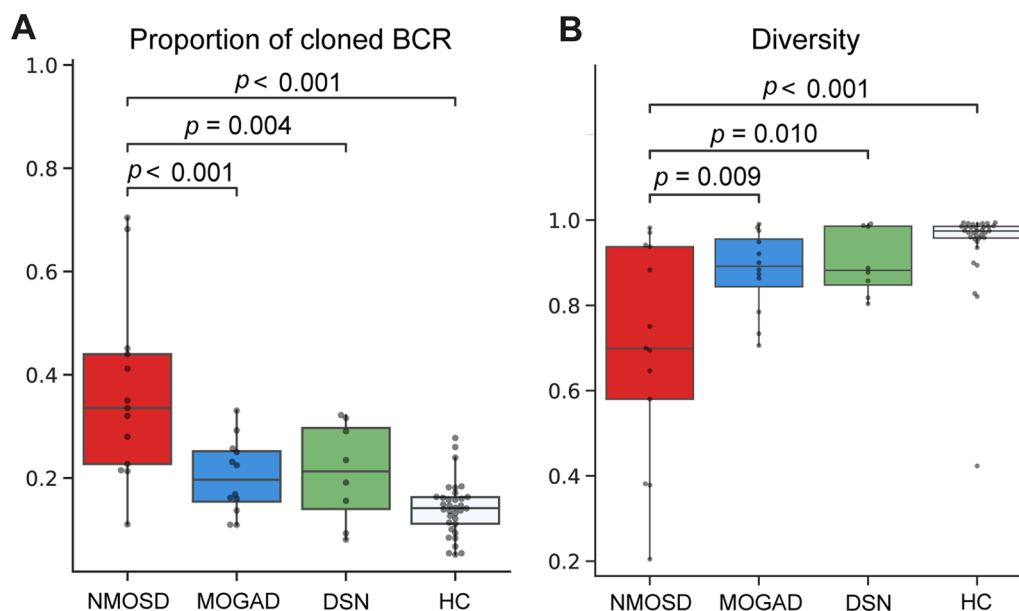 A
Proportion of cloned BCR
1.0
p < 0.001
p = 0.004
0.8
p < 0.001
0.6
0.4
0.2
NMOSD MOGAD DSN HC
B
Diversity
p < 0.001
p = 0.010
p = 0.009
1.0
0.8
0.6
0.4
0.2
NMOSD MOGAD DSN HC